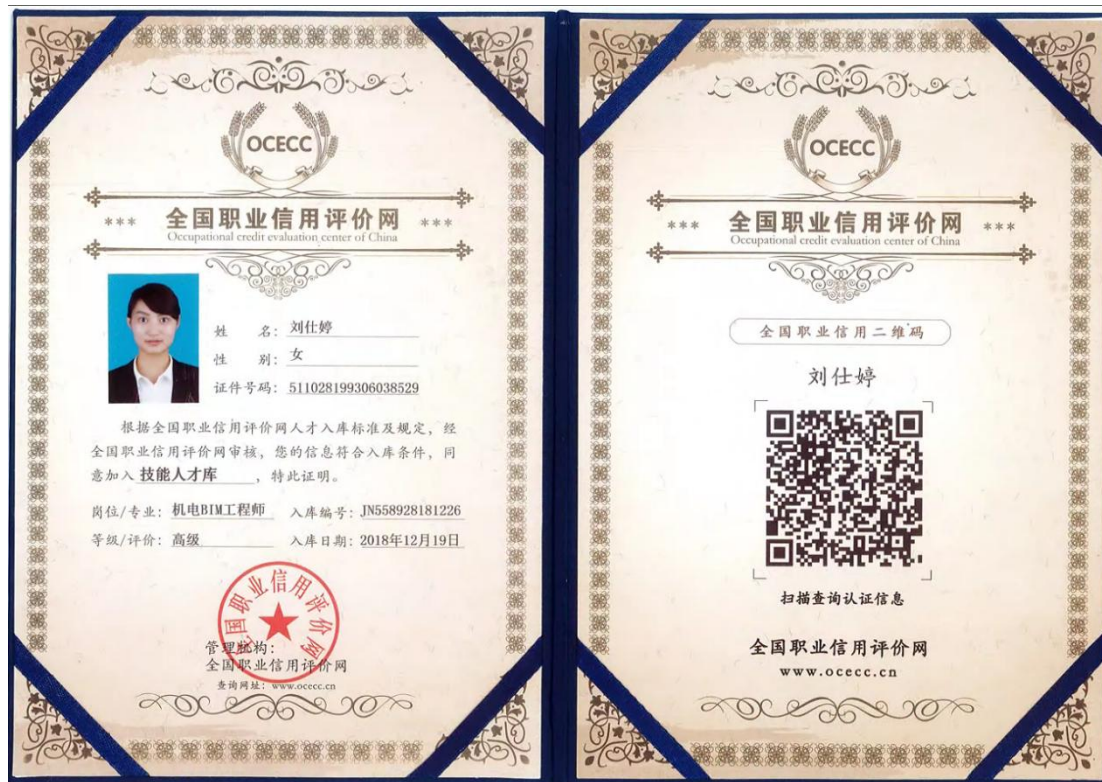 OCECC
*** 全国职业信用评价网 ***
Occupational credit evaluation center of China
姓 名: 刘仕婷
性 别: 女
证件号码: 511028199306038529
根据全国职业信用评价网人才入库标准及规定,经
全国职业信用评价网审核,您的信息符合入库条件,同
意加入 技能人才库 ,特此证明。
岗位/专业: 机电BIM工程师 入库编号: JN558928181226
等级/评价: 高级 入库日期: 2018年12月19日
全国职业信用评价网
管理机构:
全国职业信用评价网
查询网址: www.ocecc.cn
OCECC
*** 全国职业信用评价网 ***
Occupational credit evaluation center of China
全国职业信用二维码
刘仕婷
扫描查询认证信息
全国职业信用评价网
www.ocecc.cn